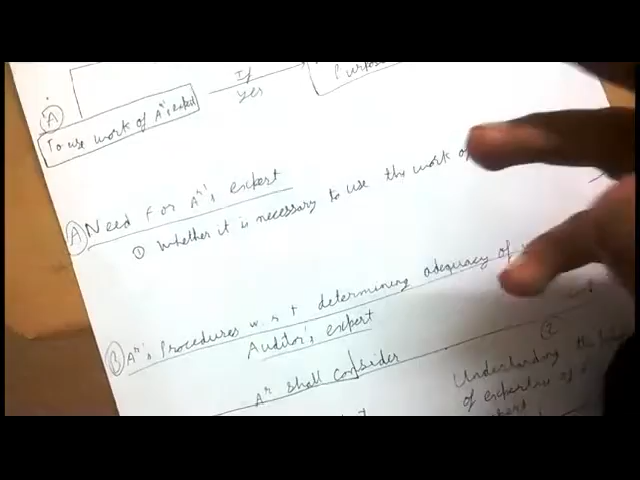 If
Yes
Purpose
(A)
To use work of Ar's expert
(A) Need For Ar's expert
① Whether it is necessary to use the work of
(B) Ar's Procedures w.r.t determining adequacy of
Auditor's expert
Ar shall consider
②
Understanding the
of expertise of
expert